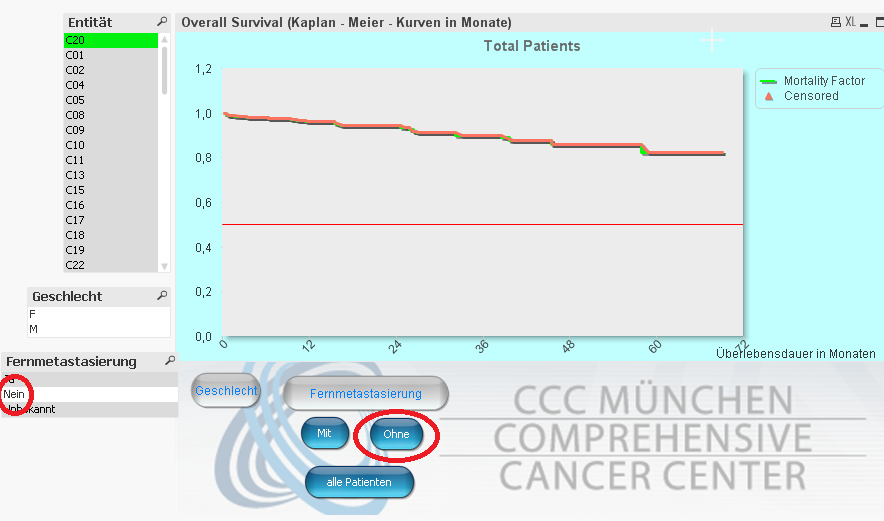 Entität
C20
C01
C02
C04
C05
C08
C09
C10
C11
C13
C15
C16
C17
C18
C19
C22
Geschlecht
F
M
Fernmetastasierung
Ja
Nein
Unbekannt
Overall Survival (Kaplan - Meier - Kurven in Monate)
XL
Total Patients
1,2
1,0
0,8
0,6
0,4
0,2
0,0
0
12
24
36
48
60
72
Überlebensdauer in Monaten
Mortality Factor
Censored
Geschlecht
Fernmetastasierung
Mit
Ohne
alle Patienten
CCC MÜNCHEN
COMPREHENSIVE
CANCER CENTER